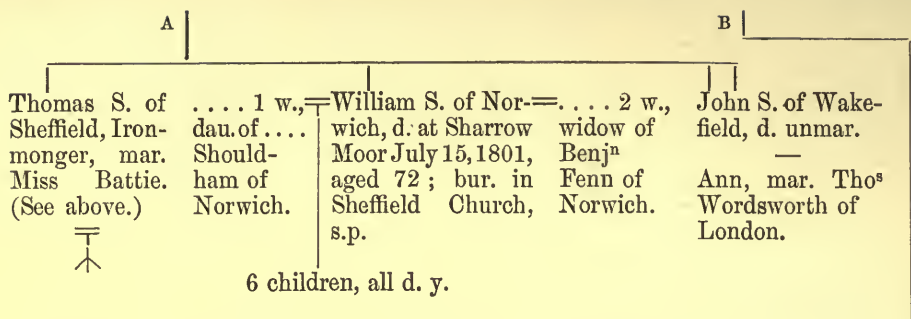 A
B
Thomas S. of
Sheffield, Iron-
monger, mar.
Miss Battie.
(See above.)
.... 1 w.,
dau. of ....
Should-
ham of
Norwich.
William S. of Nor-
wich, d. at Sharrow
Moor July 15, 1801,
aged 72 ; bur. in
Sheffield Church,
s.p.
.... 2 w.,
widow of
Benjⁿ
Fenn of
Norwich.
John S. of Wake-
field, d. unmar.
—
Ann, mar. Thoˢ
Wordsworth of
London.
6 children, all d. y.